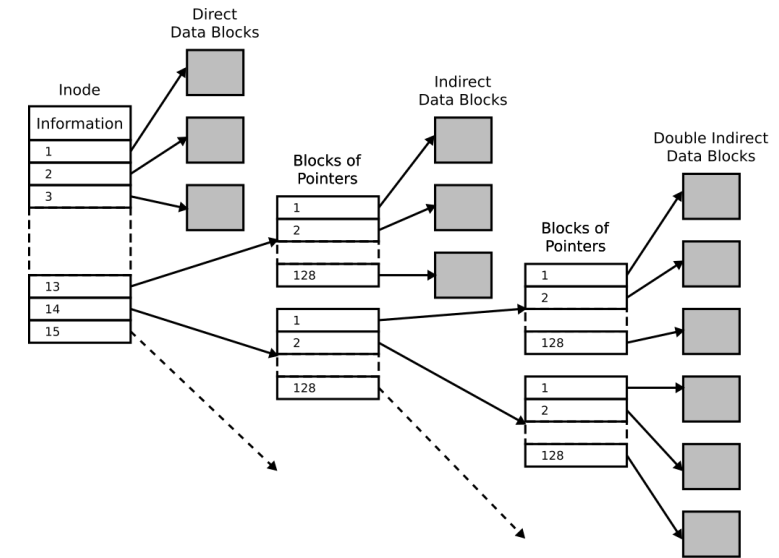 Direct
Data Blocks
Inode
Information
1
2
3
13
14
15
Blocks of
Pointers
1
2
128
1
2
128
Indirect
Data Blocks
Blocks of
Pointers
1
2
128
1
2
128
Double Indirect
Data Blocks